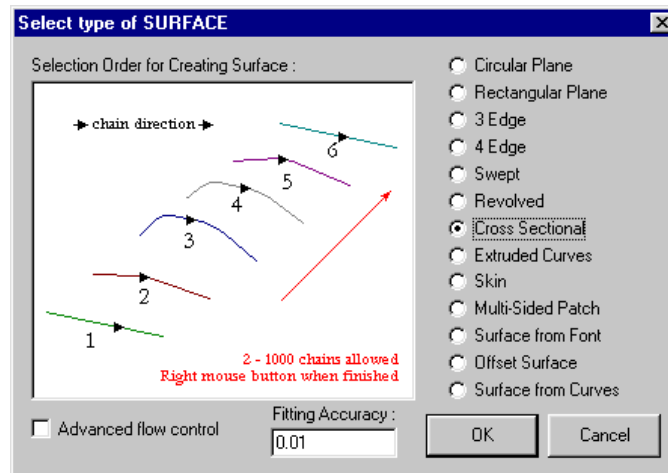 Select type of SURFACE
Selection Order for Creating Surface :
chain direction
1
2
3
4
5
6
2 - 1000 chains allowed
Right mouse button when finished
Circular Plane
Rectangular Plane
3 Edge
4 Edge
Swept
Revolved
Cross Sectional
Extruded Curves
Skin
Multi-Sided Patch
Surface from Font
Offset Surface
Surface from Curves
Advanced flow control
Fitting Accuracy :
0.01
OK
Cancel